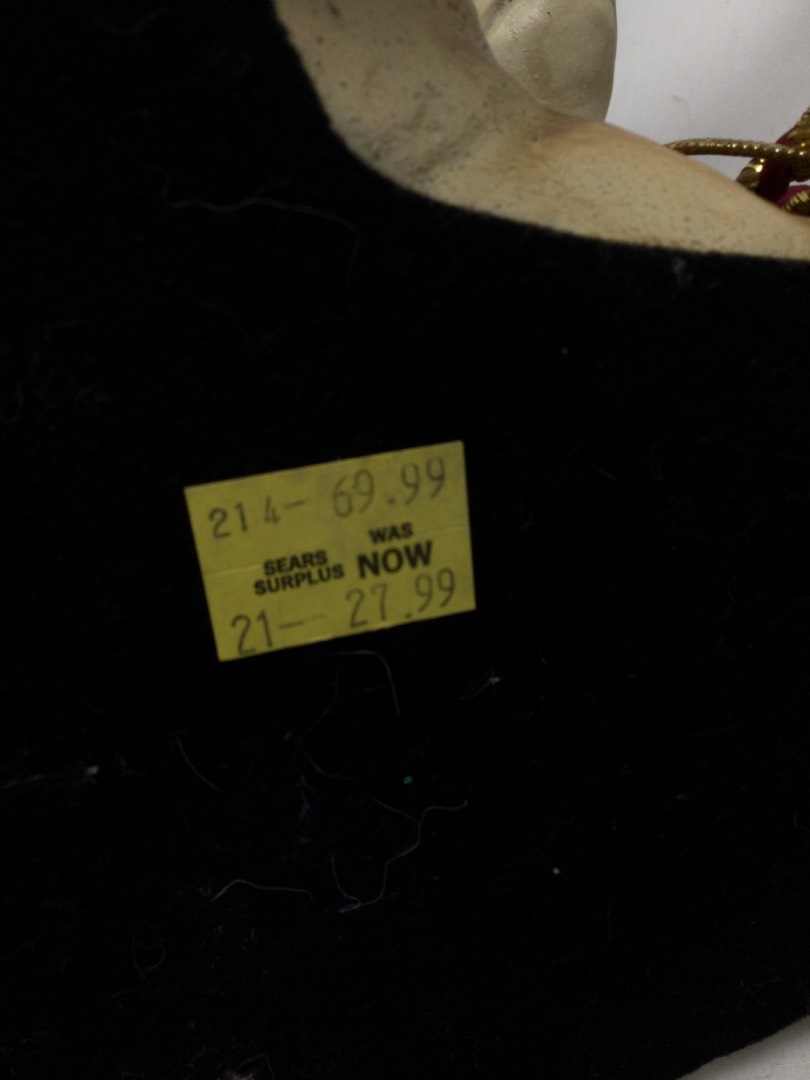 214- 69.99
WAS
SEARS
SURPLUS NOW
21- 27.99